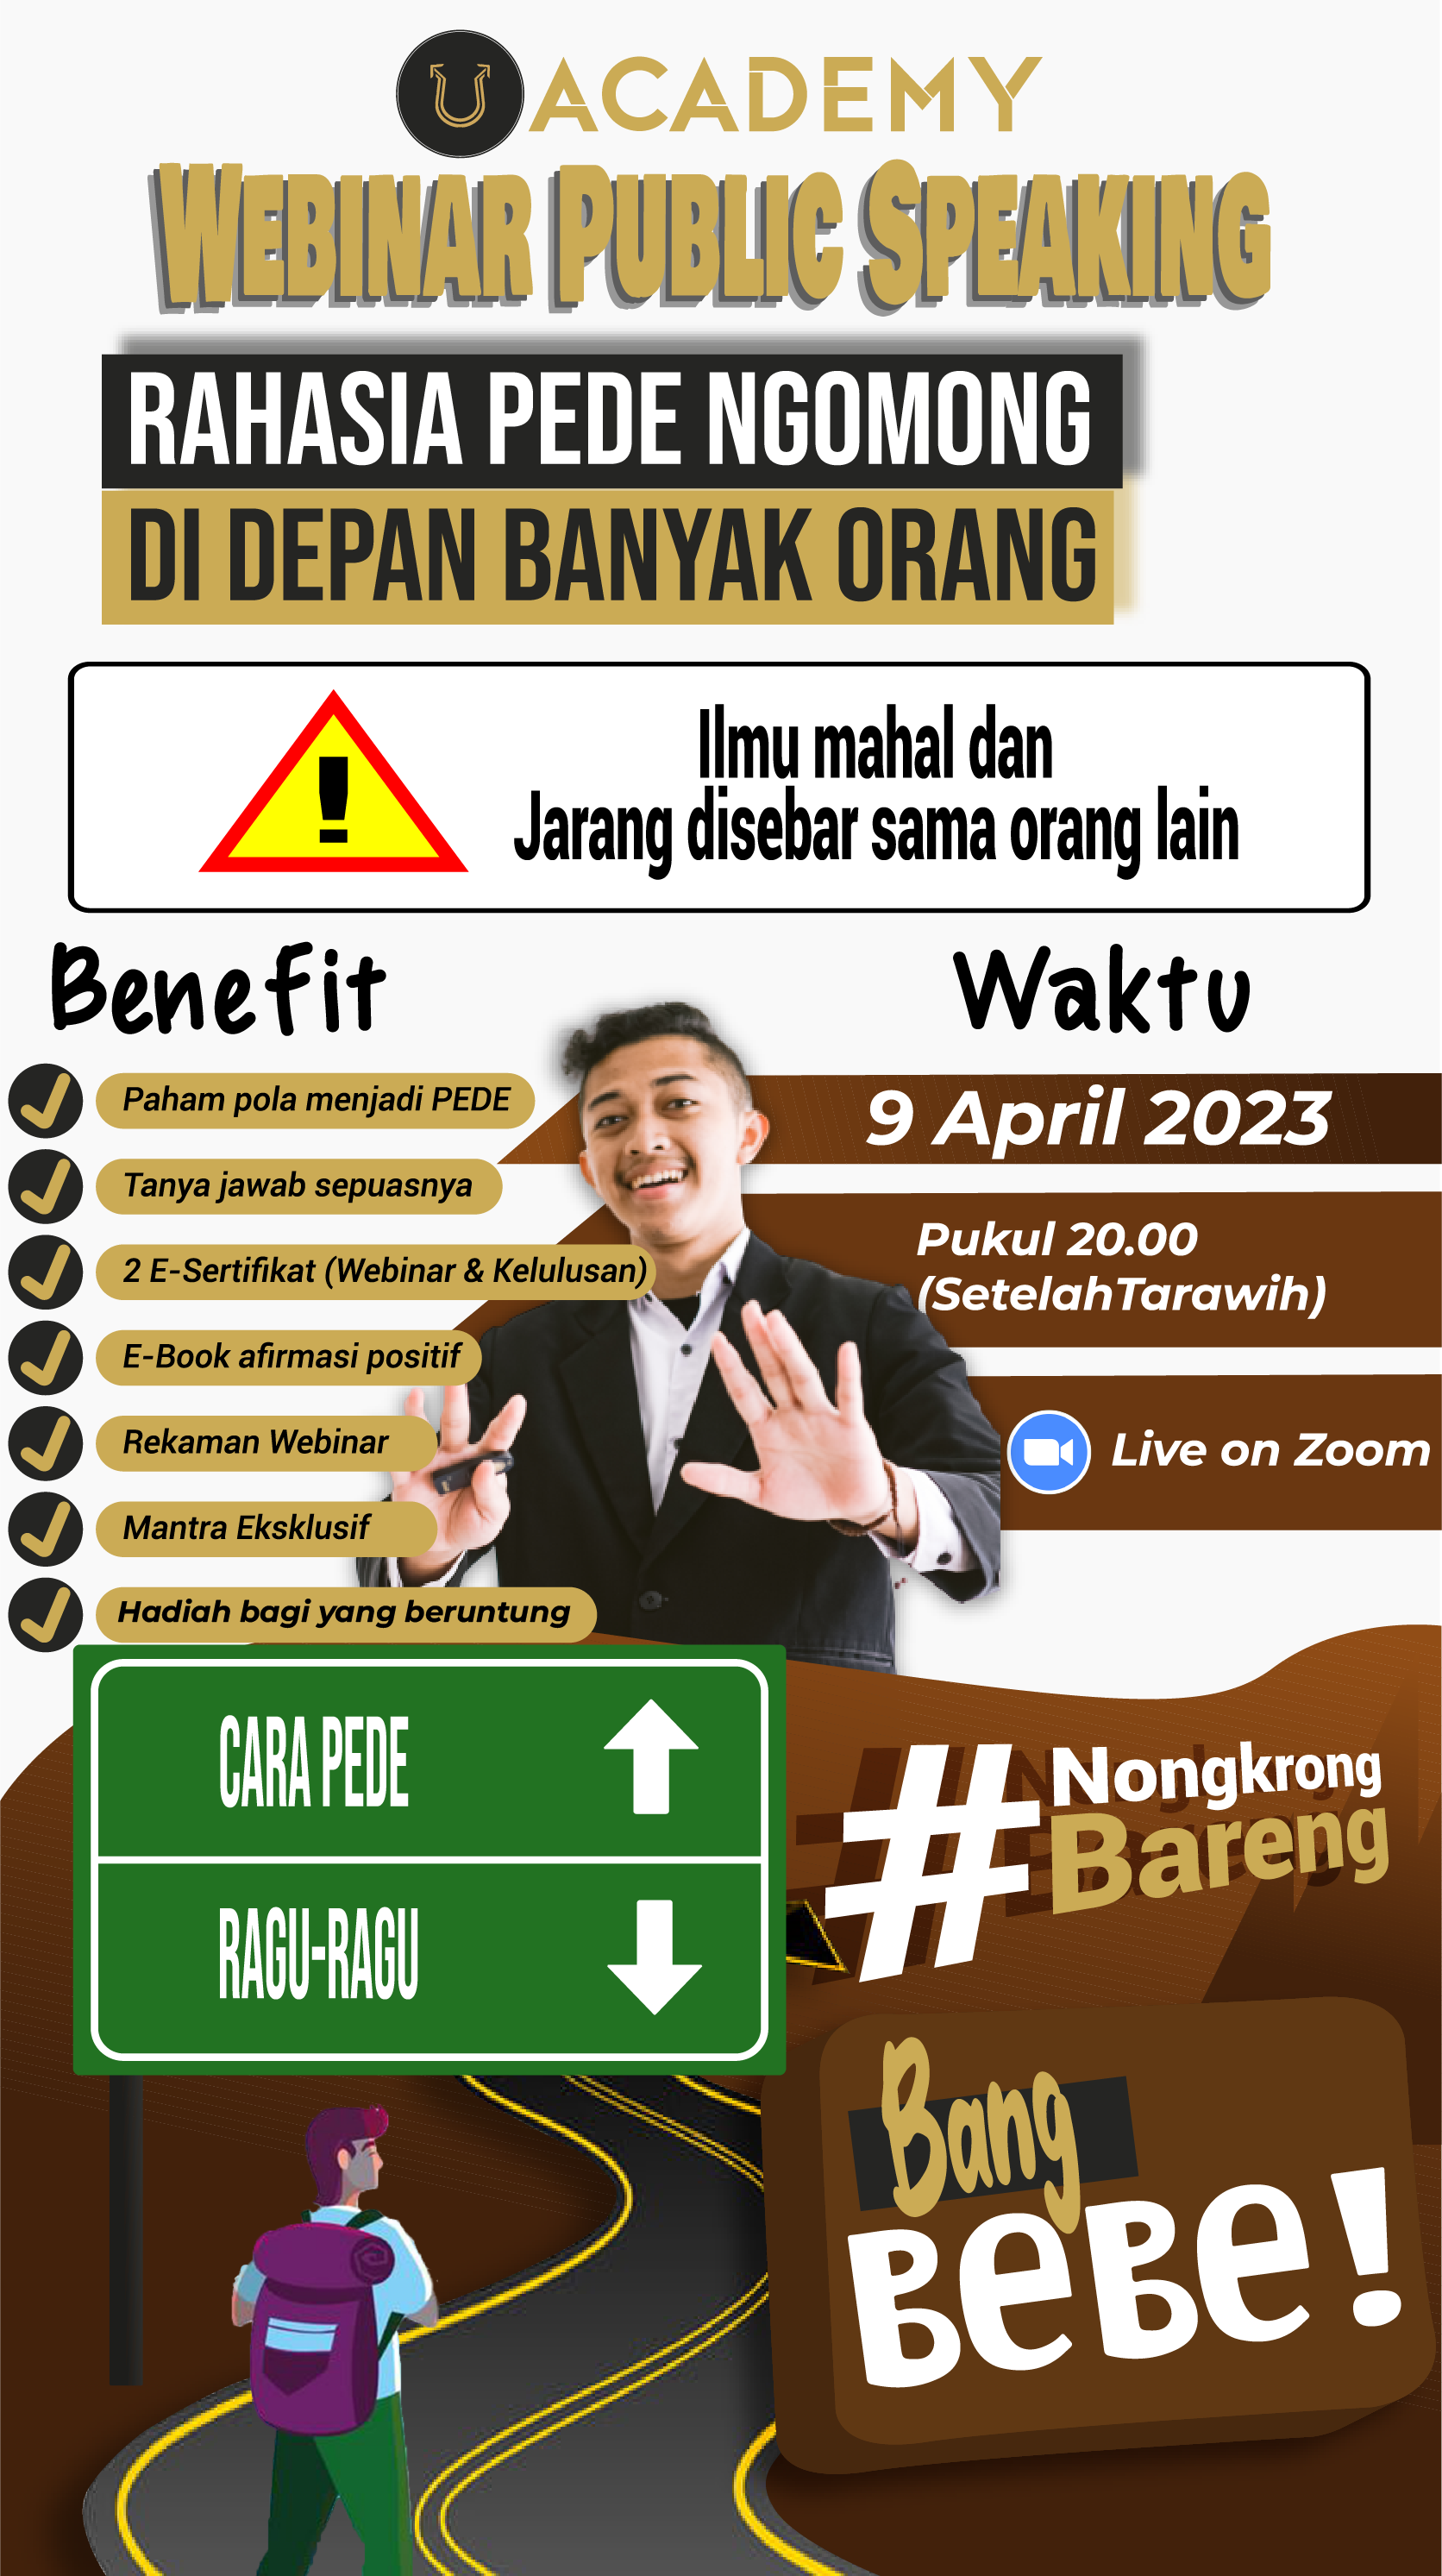 U ACADEMY
WEBINAR PUBLIC SPEAKING
RAHASIA PEDE NGOMONG
DI DEPAN BANYAK ORANG
!
Ilmu mahal dan
Jarang disebar sama orang lain
Benefit
Paham pola menjadi PEDE
Tanya jawab sepuasnya
2 E-Sertifikat (Webinar & Kelulusan)
E-Book afirmasi positif
Rekaman Webinar
Mantra Eksklusif
Hadiah bagi yang beruntung
Waktu
9 April 2023
Pukul 20.00
(SetelahTarawih)
Live on Zoom
CARA PEDE
RAGU-RAGU
#Nongkrong
Bareng
Bang
BeBe!